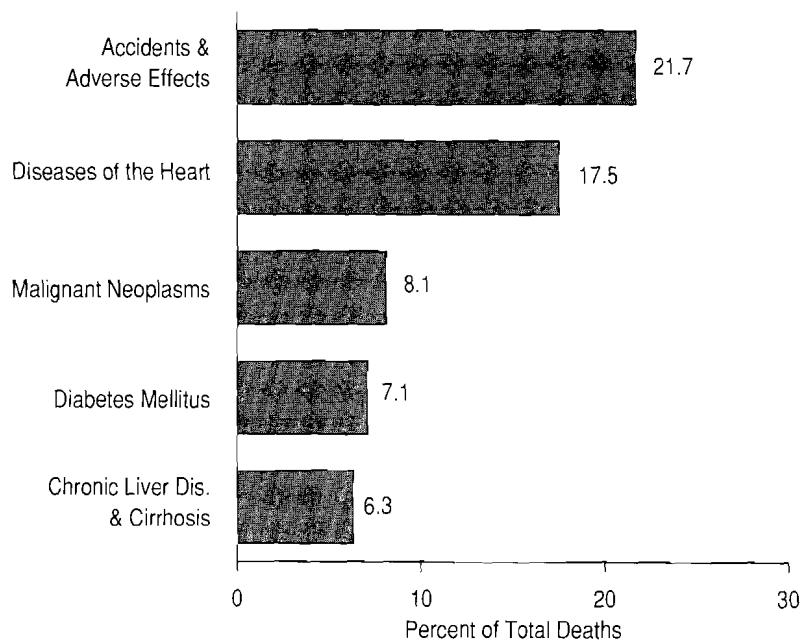 Accidents &
Adverse Effects
21.7
Diseases of the Heart
17.5
Malignant Neoplasms
8.1
Diabetes Mellitus
7.1
Chronic Liver Dis.
& Cirrhosis
6.3
0 10 20 30
Percent of Total Deaths